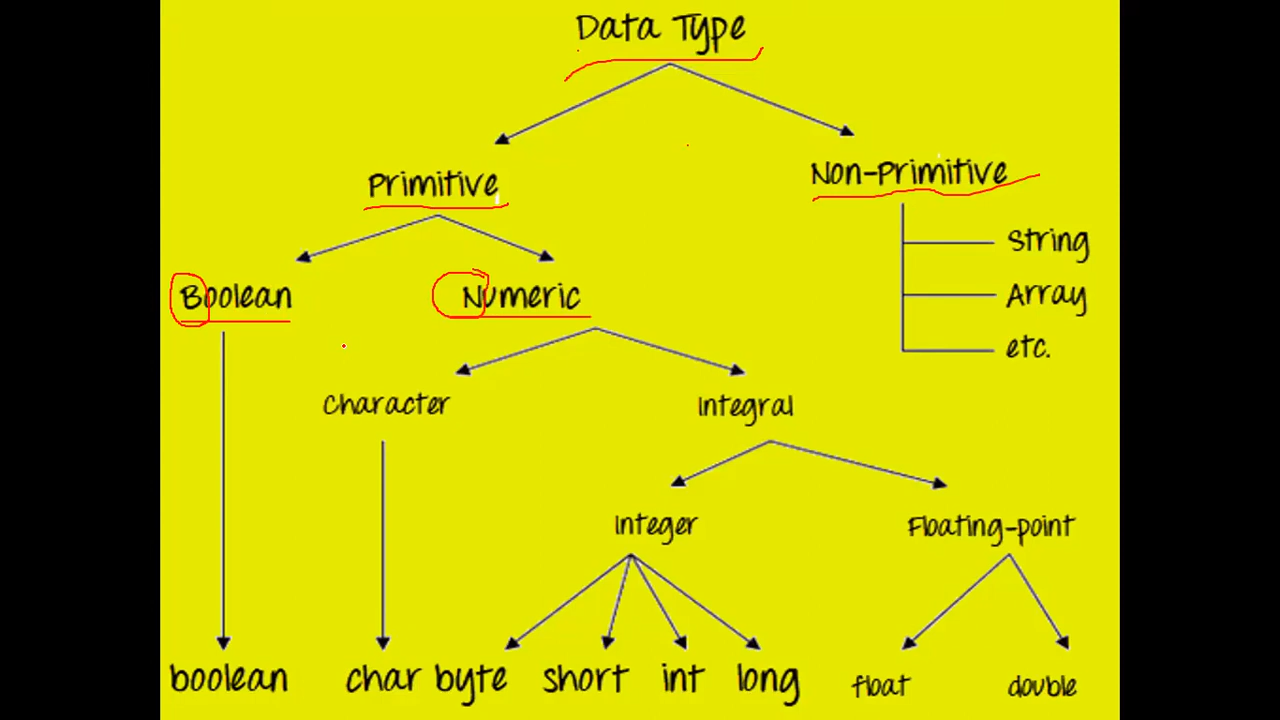 Data Type
Primitive
Non-Primitive
String
Boolean
Numeric
Array
etc.
Character
Integral
Integer
Floating-point
boolean
char
byte
short
int
long
float
double